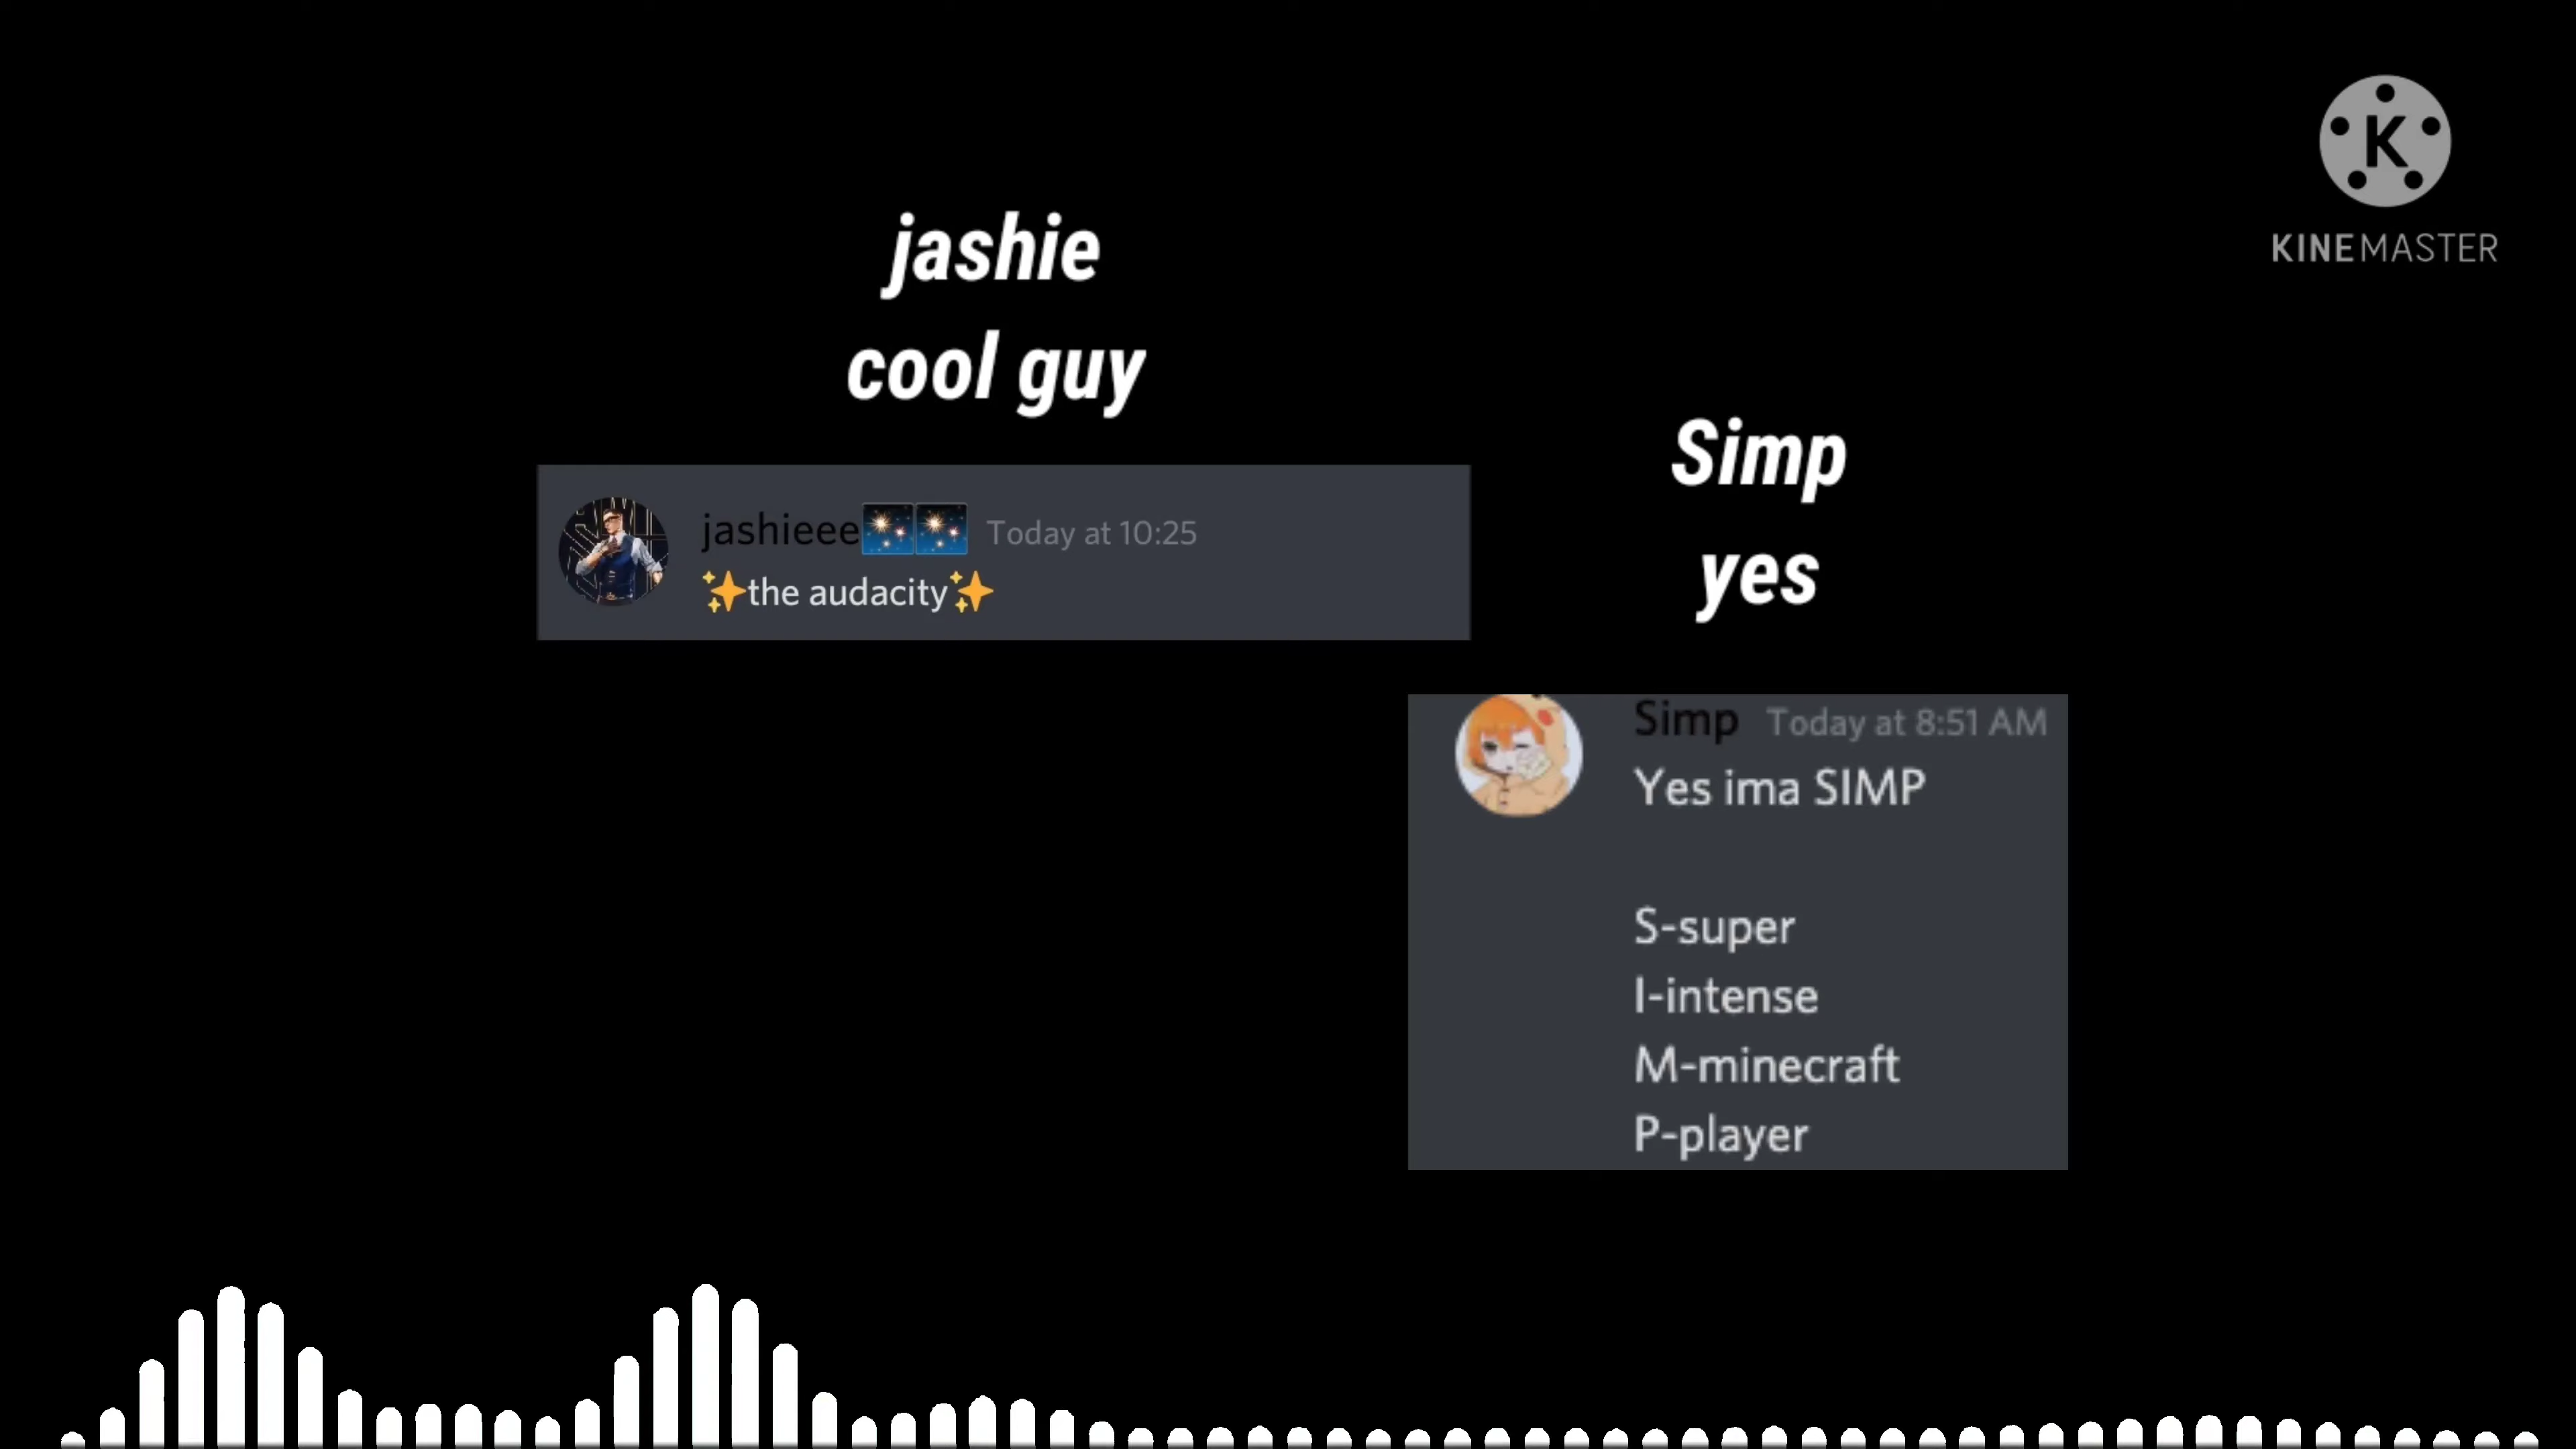 K
KINEMASTER
jashie
cool guy
jashieee🎇🎇 Today at 10:25
✨the audacity✨
Simp
yes
Simp Today at 8:51 AM
Yes ima SIMP
S-super
I-intense
M-minecraft
P-player